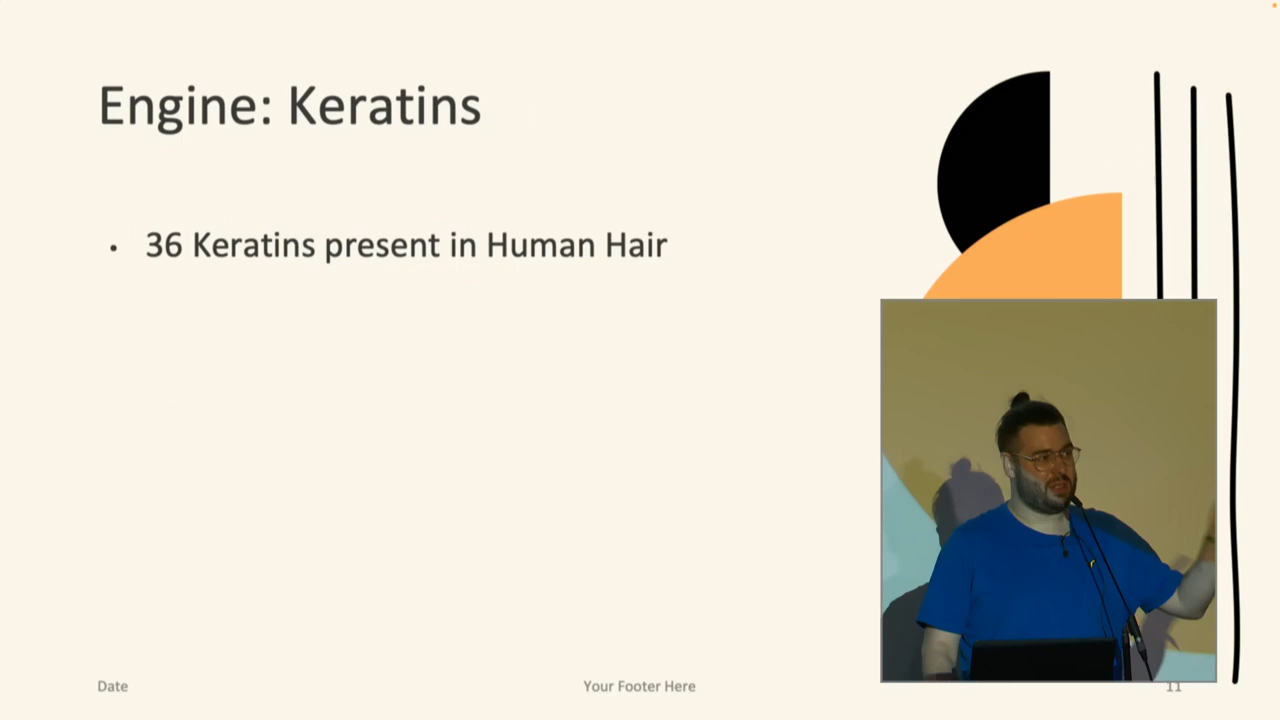 Engine: Keratins
• 36 Keratins present in Human Hair
Date
Your Footer Here
11